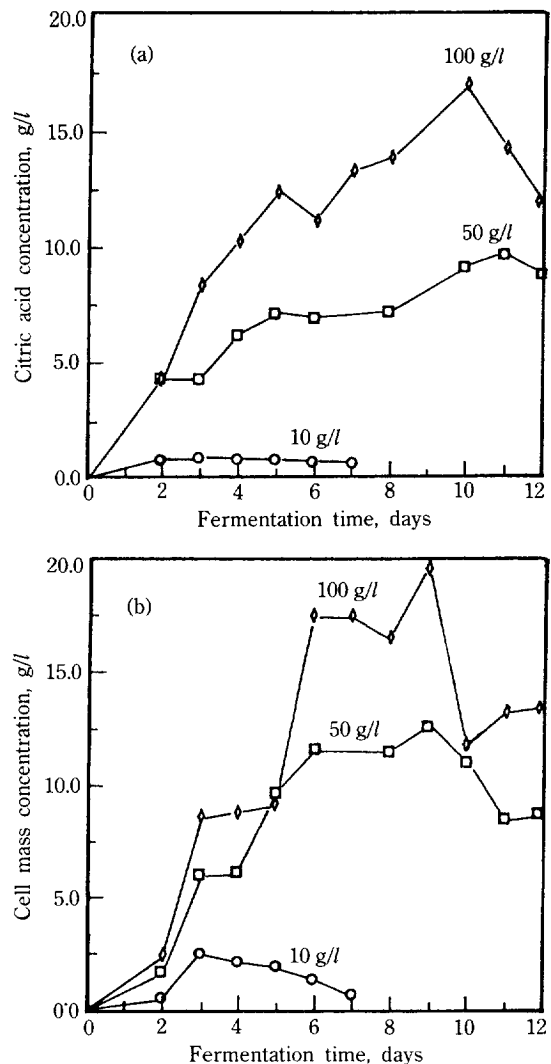 20.0
(a)
100 g/l
15.0
Citric acid concentration, g/l
50 g/l
10.0
5.0
10 g/l
0.0
0 2 4 6 8 10 12
Fermentation time, days
20.0
(b)
100 g/l
15.0
Cell mass concentration, g/l
50 g/l
10.0
5.0
10 g/l
0.0
0 2 4 6 8 10 12
Fermentation time, days